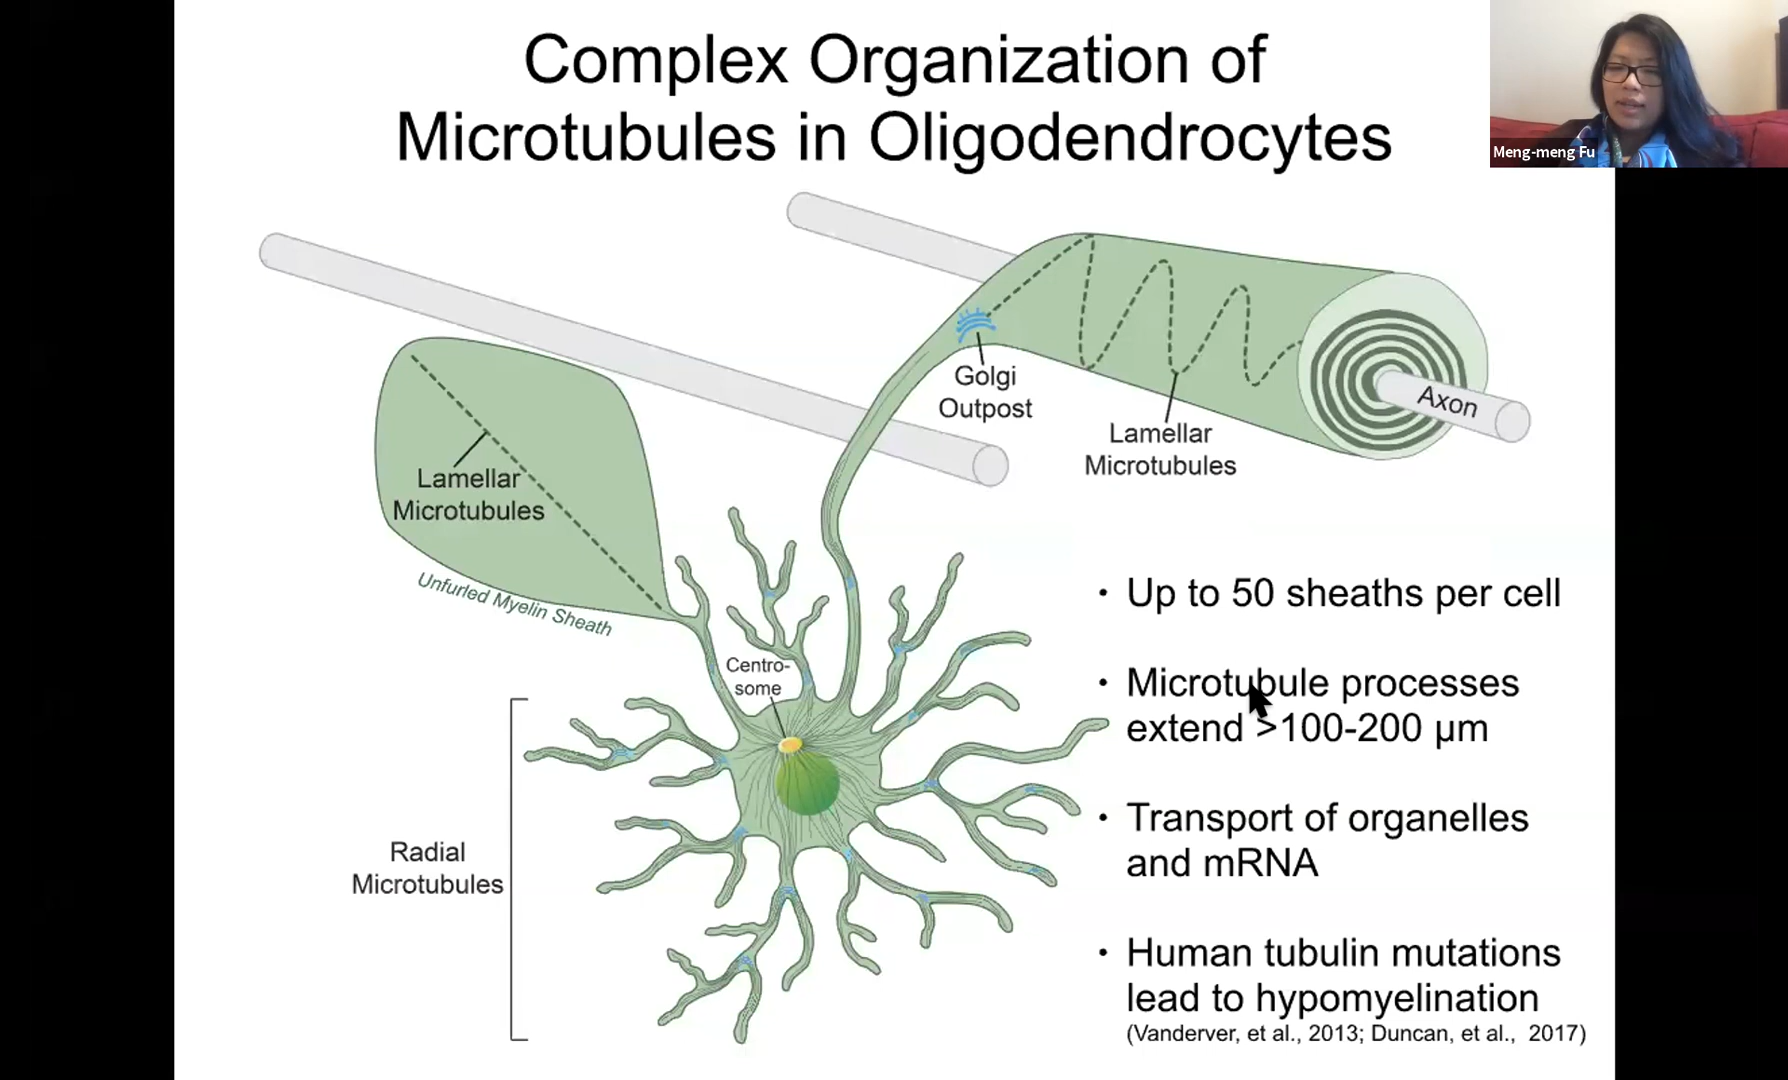 Complex Organization of
Microtubules in Oligodendrocytes
Meng-meng Fu
Golgi
Outpost
Axon
Lamellar
Microtubules
Lamellar
Microtubules
Unfurled Myelin Sheath
Centro-
some
Radial
Microtubules
• Up to 50 sheaths per cell
• Microtubule processes
extend >100-200 µm
• Transport of organelles
and mRNA
• Human tubulin mutations
lead to hypomyelination
(Vanderver, et al., 2013; Duncan, et al., 2017)